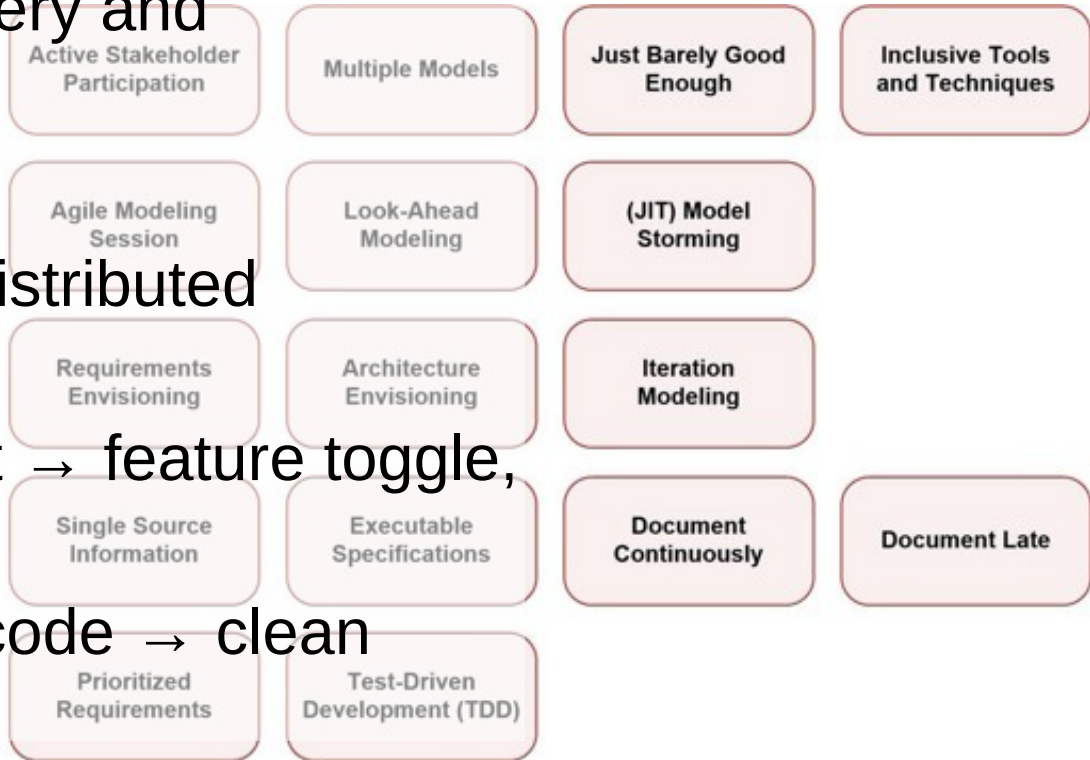 ery and
Active Stakeholder
Participation
Multiple Models
Just Barely Good
Enough
Inclusive Tools
and Techniques
Agile Modeling
Session
Look-Ahead
Modeling
(JIT) Model
Storming
istributed
Requirements
Envisioning
Architecture
Envisioning
Iteration
Modeling
→ feature toggle,
Single Source
Information
Executable
Specifications
Document
Continuously
Document Late
code → clean
Prioritized
Requirements
Test-Driven
Development (TDD)